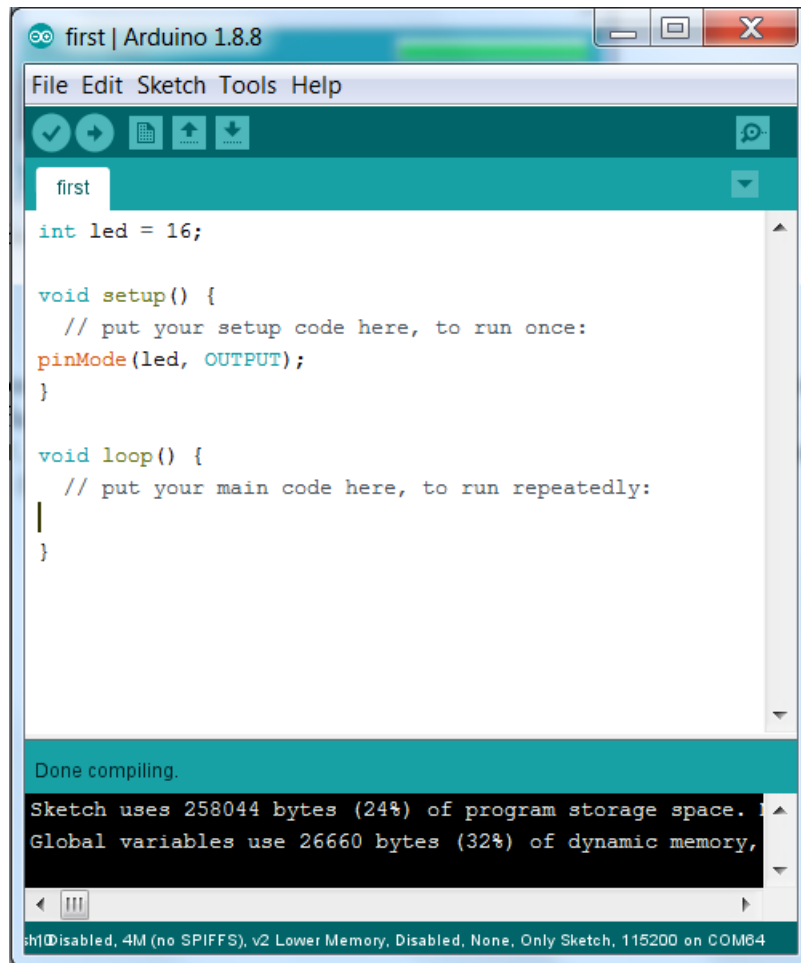 first | Arduino 1.8.8
File Edit Sketch Tools Help
first
int led = 16;
void setup() {
// put your setup code here, to run once:
pinMode(led, OUTPUT);
}
void loop() {
// put your main code here, to run repeatedly:
}
Done compiling.
Sketch uses 258044 bytes (24%) of program storage space.
Global variables use 26660 bytes (32%) of dynamic memory,
Disabled, 4M (no SPIFFS), v2 Lower Memory, Disabled, None, Only Sketch, 115200 on COM64